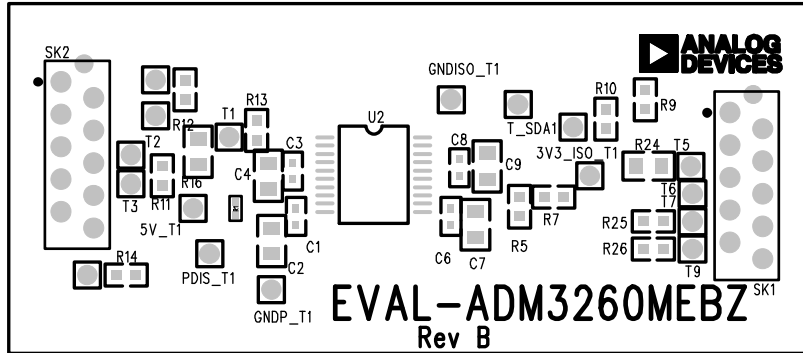 SK2
GNDISO_T1
ANALOG
DEVICES
R12
T1
R13
U2
T_SDA1
R10
R9
T2
C3
C8
3V3_ISO_T1
R24
T5
R16
C4
C9
T6
T3
R11
T7
5V_T1
C1
C6
R5
R7
R25
R14
PDIS_T1
C2
C7
R26
T9
GNDP_T1
SK1
EVAL-ADM3260MEBZ
Rev B